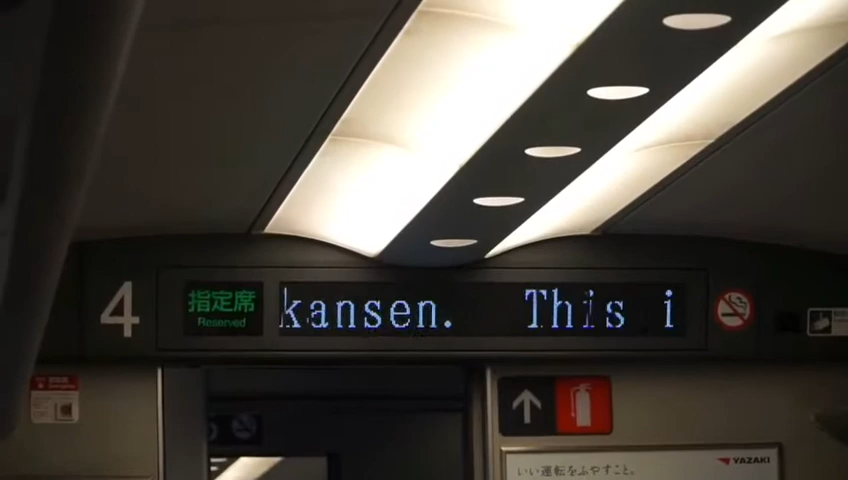 4
指定席
Reserved
kansen. This i
YAZAKI
いい運転をふやすこと。